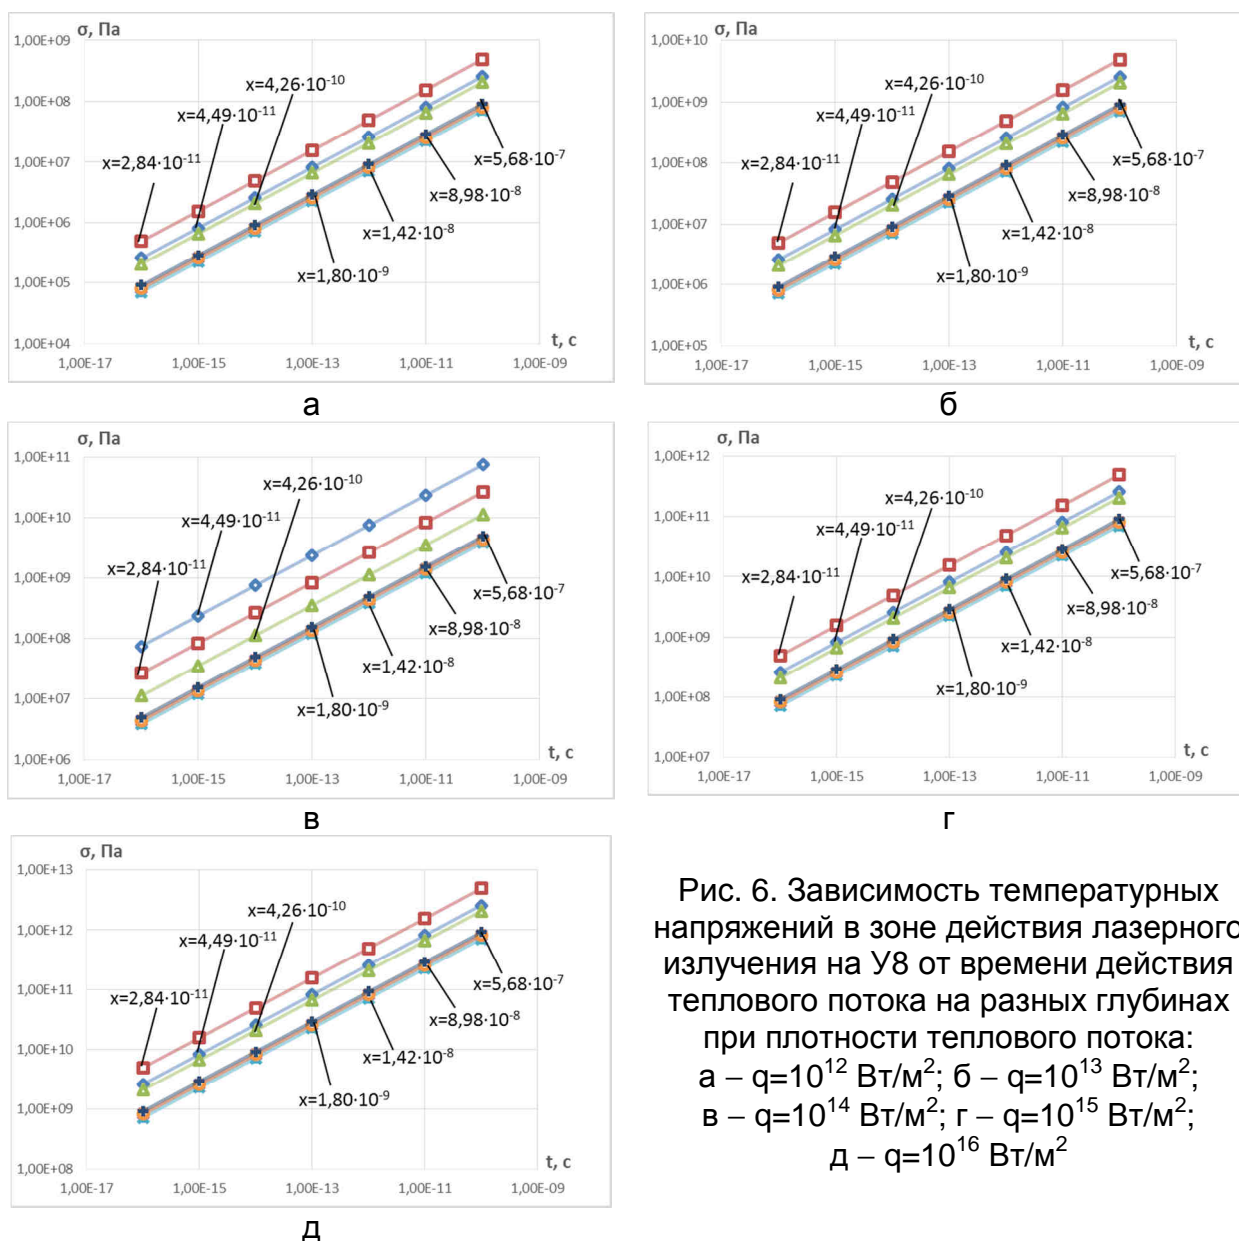 σ, Па
1,00E+09
1,00E+08
1,00E+07
1,00E+06
1,00E+05
1,00E+04
x=4,26·10⁻¹⁰
x=4,49·10⁻¹¹
x=2,84·10⁻¹¹
x=5,68·10⁻⁷
x=8,98·10⁻⁸
x=1,42·10⁻⁸
x=1,80·10⁻⁹
t, c
1,00E-17 1,00E-15 1,00E-13 1,00E-11 1,00E-09
а
σ, Па
1,00E+10
1,00E+09
1,00E+08
1,00E+07
1,00E+06
1,00E+05
x=4,26·10⁻¹⁰
x=4,49·10⁻¹¹
x=2,84·10⁻¹¹
x=5,68·10⁻⁷
x=8,98·10⁻⁸
x=1,42·10⁻⁸
x=1,80·10⁻⁹
t, c
1,00E-17 1,00E-15 1,00E-13 1,00E-11 1,00E-09
б
σ, Па
1,00E+11
1,00E+10
1,00E+09
1,00E+08
1,00E+07
1,00E+06
x=4,26·10⁻¹⁰
x=4,49·10⁻¹¹
x=2,84·10⁻¹¹
x=5,68·10⁻⁷
x=8,98·10⁻⁸
x=1,42·10⁻⁸
x=1,80·10⁻⁹
t, c
1,00E-17 1,00E-15 1,00E-13 1,00E-11 1,00E-09
в
σ, Па
1,00E+12
1,00E+11
1,00E+10
1,00E+09
1,00E+08
1,00E+07
x=4,26·10⁻¹⁰
x=4,49·10⁻¹¹
x=2,84·10⁻¹¹
x=5,68·10⁻⁷
x=8,98·10⁻⁸
x=1,42·10⁻⁸
x=1,80·10⁻⁹
t, c
1,00E-17 1,00E-15 1,00E-13 1,00E-11 1,00E-09
г
σ, Па
1,00E+13
1,00E+12
1,00E+11
1,00E+10
1,00E+09
1,00E+08
x=4,26·10⁻¹⁰
x=4,49·10⁻¹¹
x=2,84·10⁻¹¹
x=5,68·10⁻⁷
x=8,98·10⁻⁸
x=1,42·10⁻⁸
x=1,80·10⁻⁹
t, c
1,00E-17 1,00E-15 1,00E-13 1,00E-11 1,00E-09
д
Рис. 6. Зависимость температурных
напряжений в зоне действия лазерного
излучения на У8 от времени действия
теплового потока на разных глубинах
при плотности теплового потока:
а – q=10¹² Вт/м²; б – q=10¹³ Вт/м²;
в – q=10¹⁴ Вт/м²; г – q=10¹⁵ Вт/м²;
д – q=10¹⁶ Вт/м²